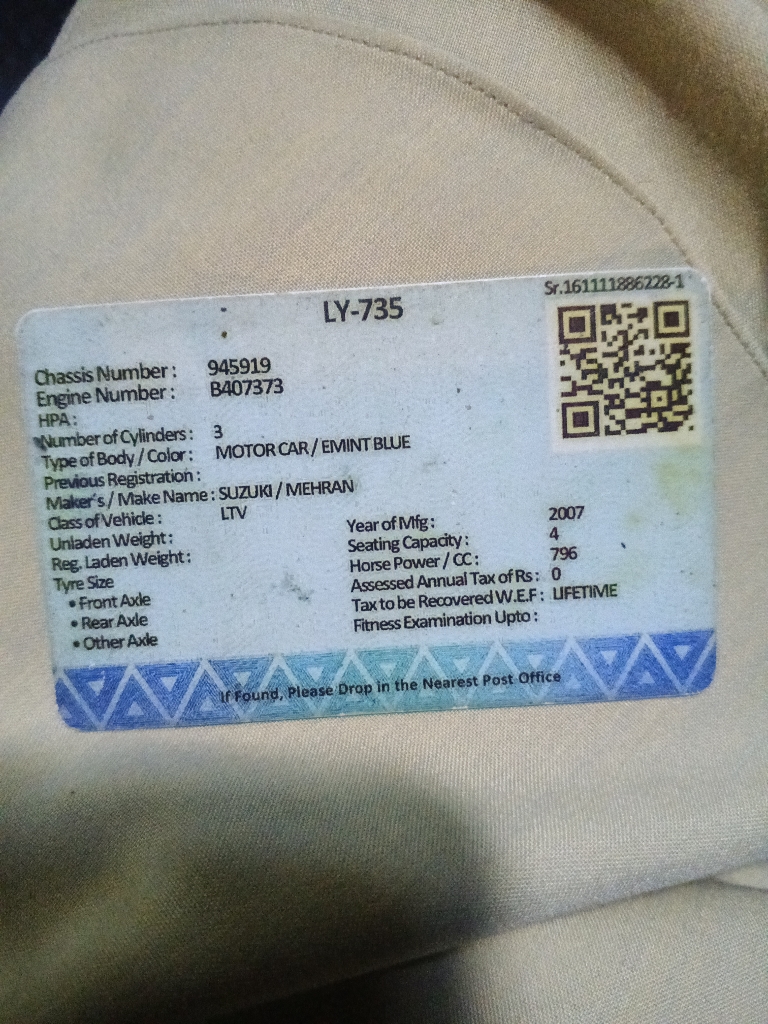 Sr.161111886228-1
LY-735
Chassis Number : 945919
Engine Number : B407373
HPA :
Number of Cylinders : 3
Type of Body / Color : MOTOR CAR / EMINT BLUE
Previous Registration :
Maker's / Make Name : SUZUKI / MEHRAN
Class of Vehicle : LTV
Unladen Weight :
Reg. Laden Weight :
Tyre Size
• Front Axle
• Rear Axle
• Other Axle
Year of Mfg : 2007
Seating Capacity : 4
Horse Power / CC : 796
Assessed Annual Tax of Rs : 0
Tax to be Recovered W.E.F : LIFETIME
Fitness Examination Upto :
If Found, Please Drop in the Nearest Post Office